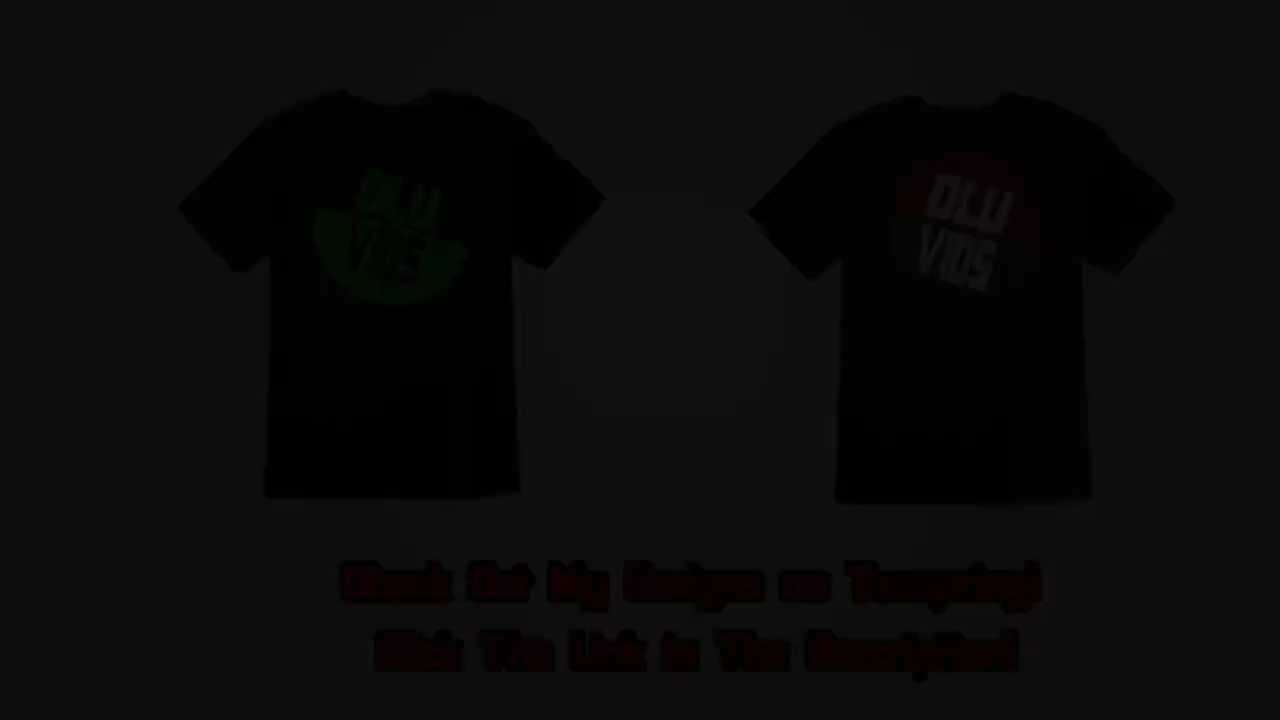 OLU
VIDS
OLU
VIDS
Check Out My Designs on Teespring!
Click The Link In The Description!